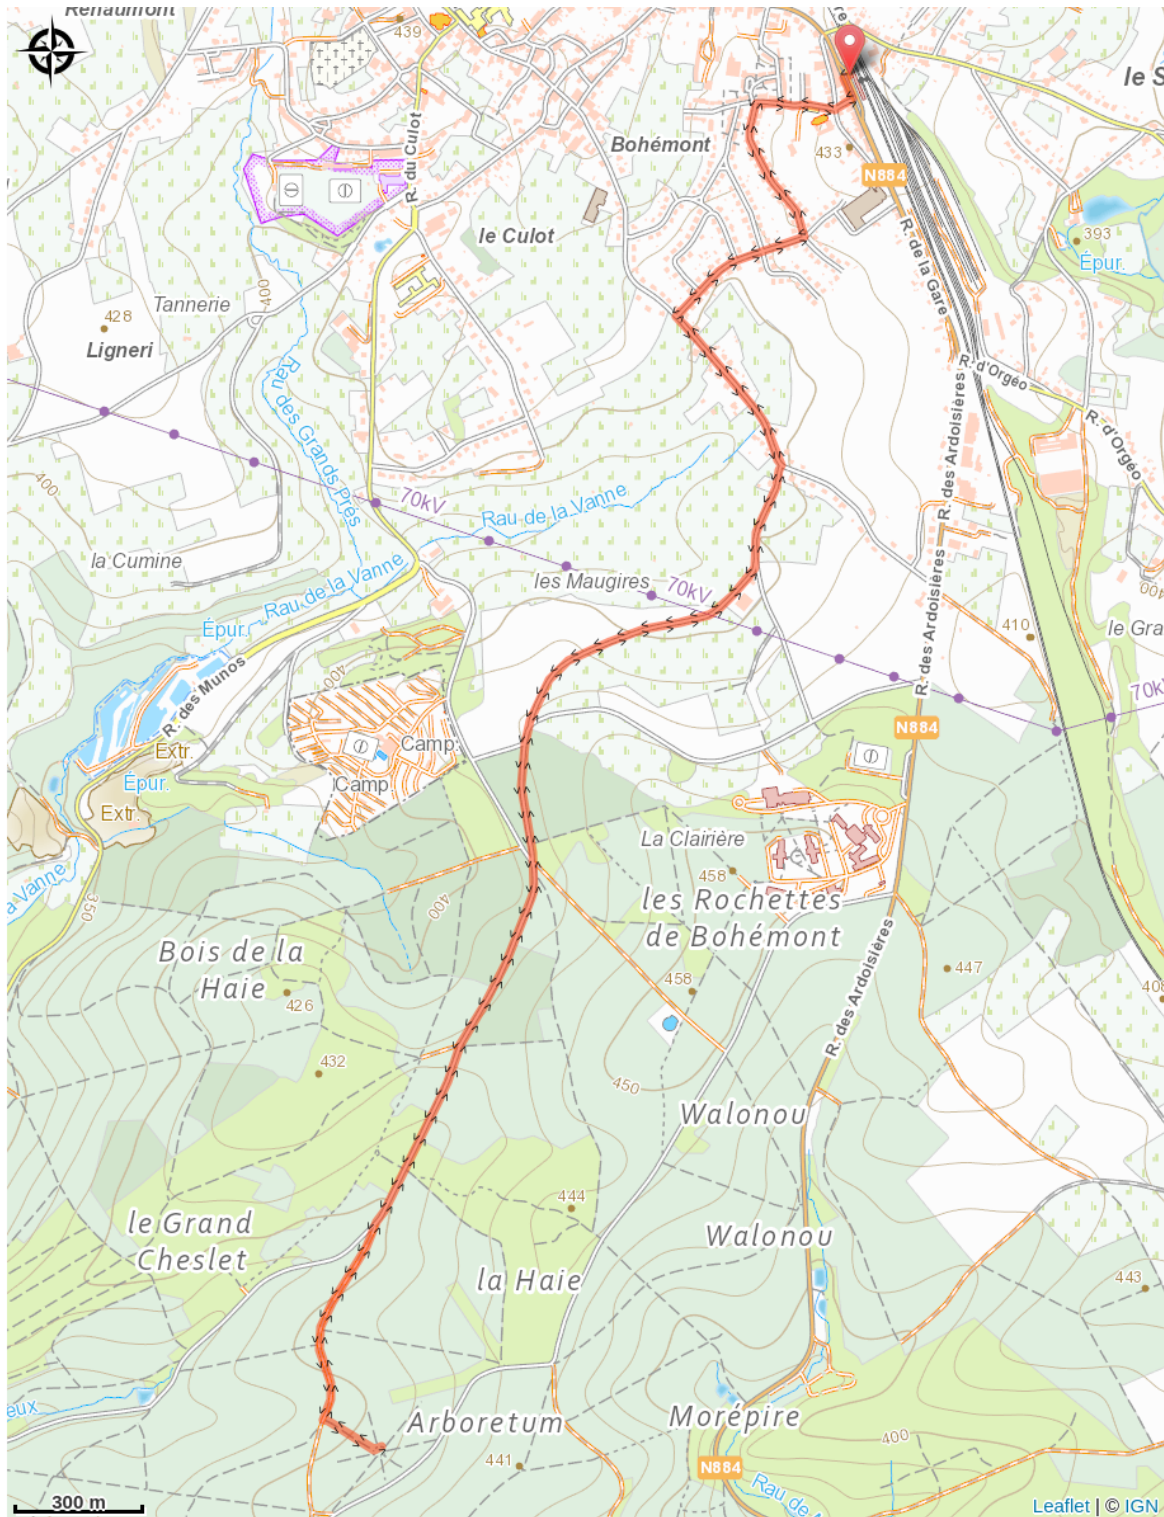 Renaumont
439
le S
Bohémont
433
R. du Culot
N884
393
Épur.
le Culot
R. de la Gare
400
Tannerie
428
Ligneri
R. d'Orgéo
R. d'Orgéo
Rau des Grands Prés
R. des Ardoisières
400
70kV
Rau de la Vanne
la Cumine
Rau de la Vanne
les Maugires
70kV
R. des Ardoisières
400
Épur.
410
le Gra
400
R. des Munos
70k
N884
Extr.
Camp.
Épur.
Camp
Extr.
La Clairière
458
a Vanne
350
400
les Rochettes
de Bohémont
Bois de la
Haie
447
458
426
408
R. des Ardoisières
432
450
Walonou
444
le Grand
Cheslet
Walonou
la Haie
443
eux
Arboretum
Morépire
400
441
N884
Rau de
300 m
Leaflet | © IGN